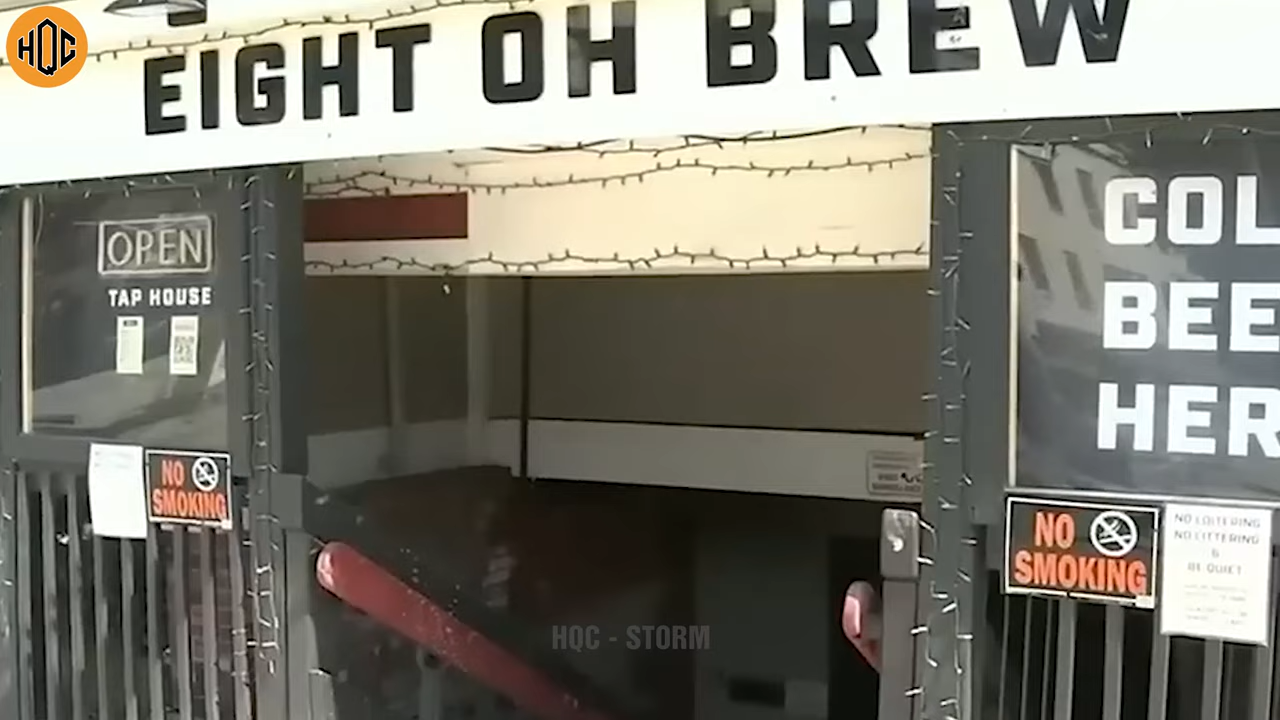 HQC
EIGHT OH BREW
OPEN
TAP HOUSE
COL
BEE
HER
NO
SMOKING
NO
SMOKING
NO LOITERING
NO LITTERING
&
BE QUIET
HQC - STORM